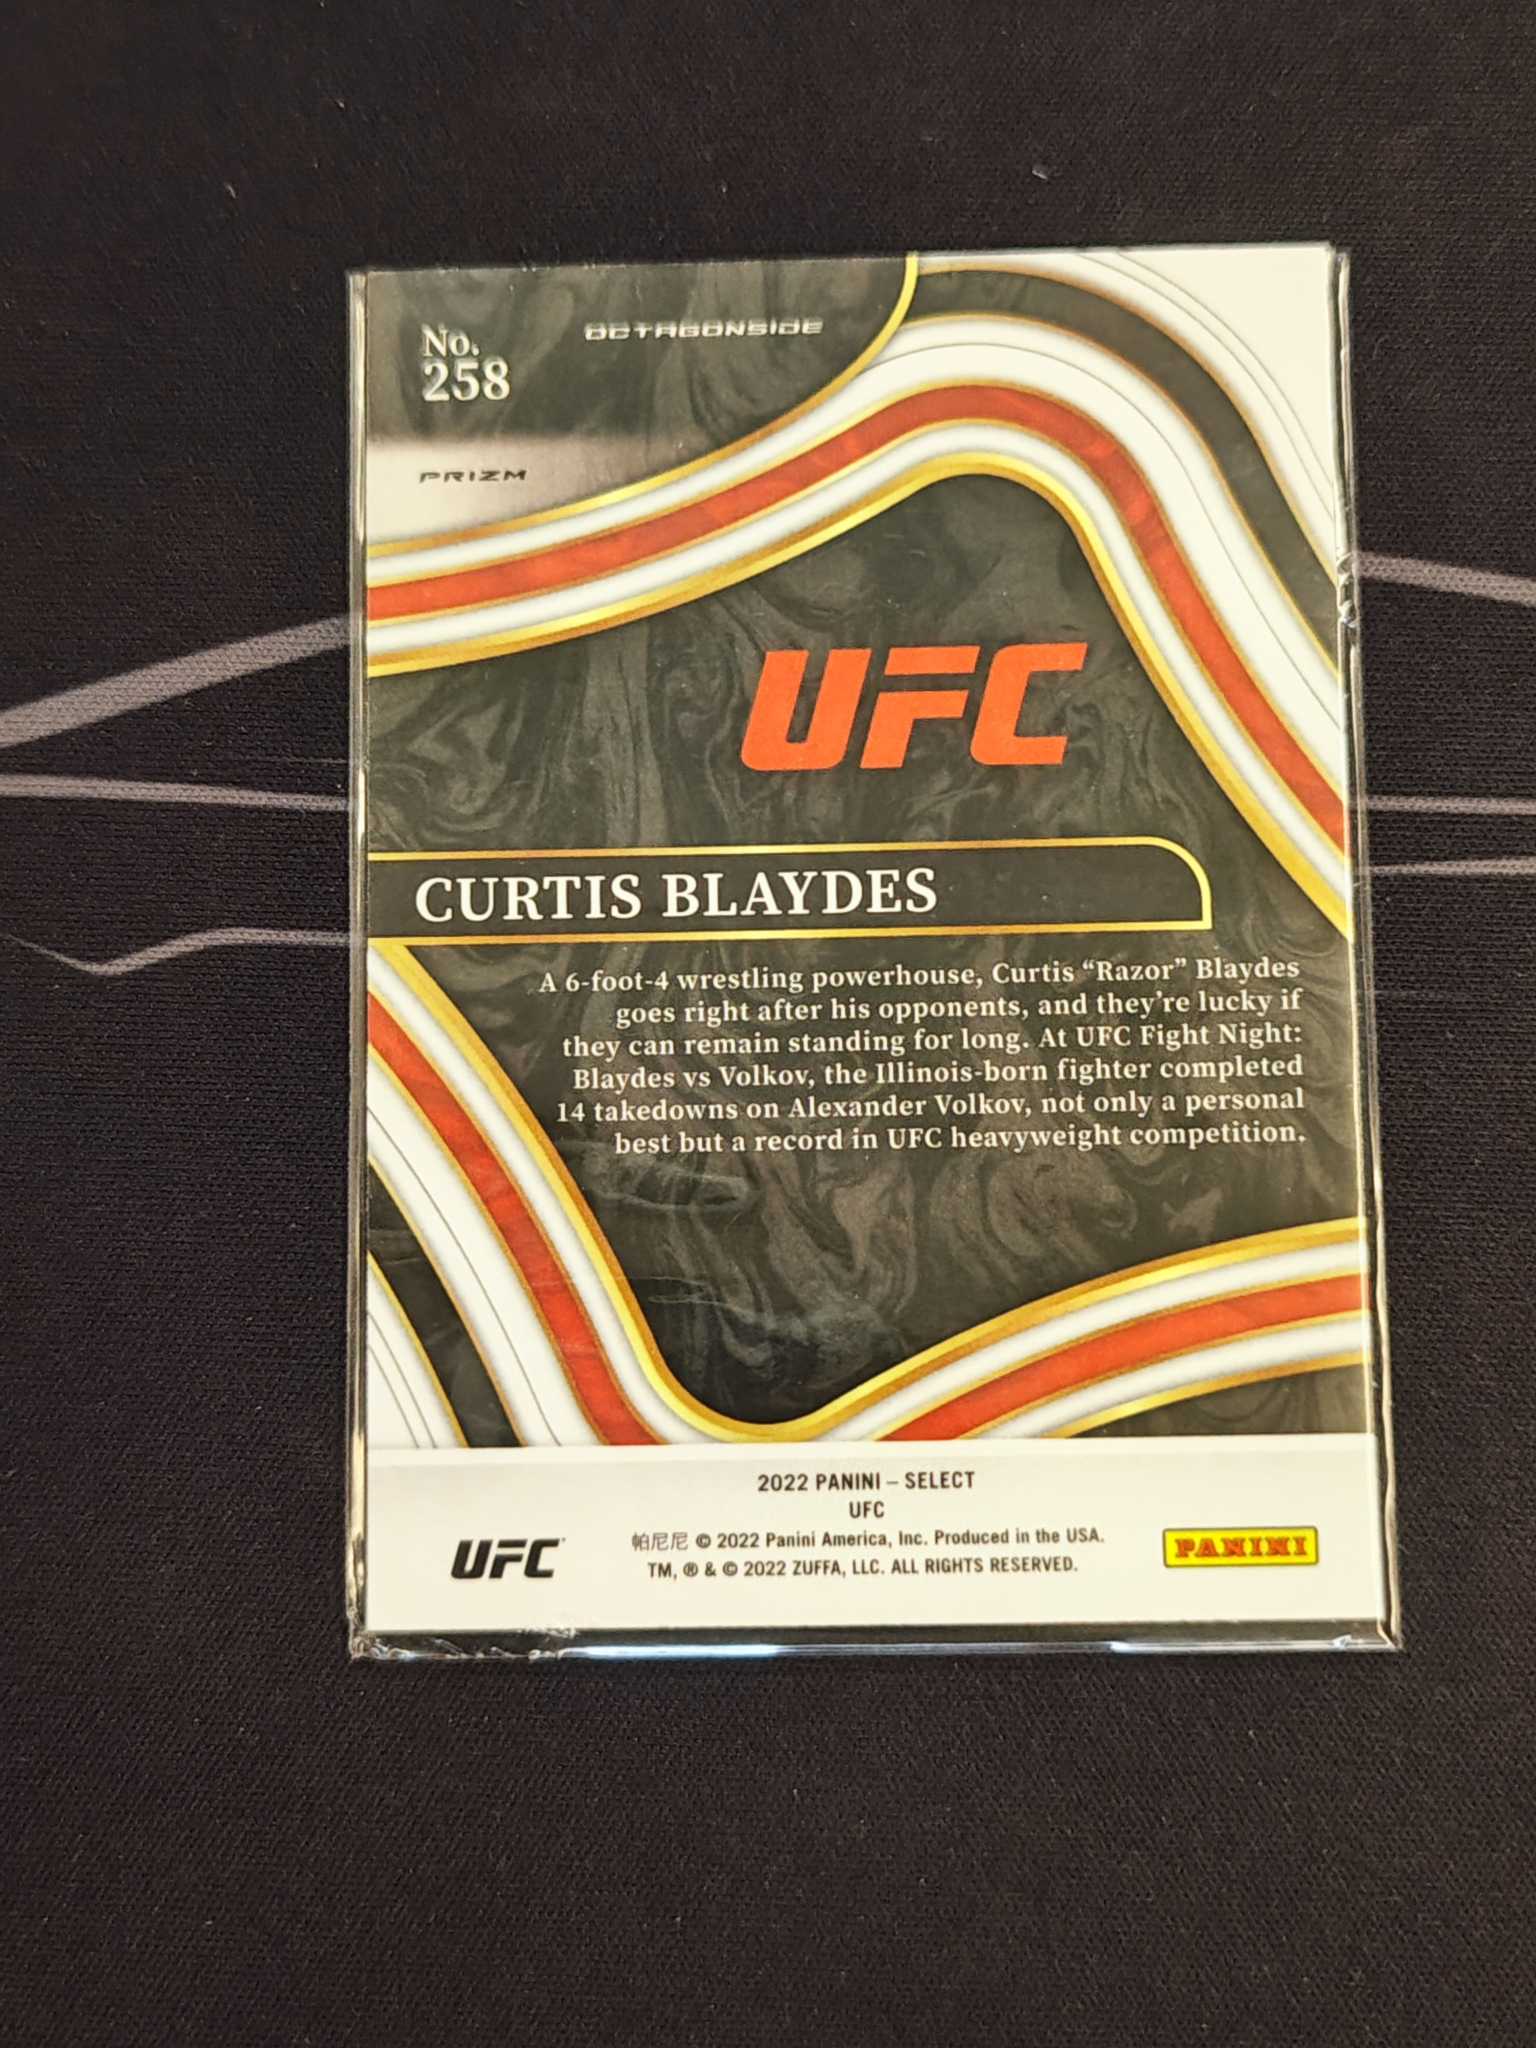 No.
258
OCTAGONSIDE
PRIZM
UFC
CURTIS BLAYDES
A 6-foot-4 wrestling powerhouse, Curtis “Razor” Blaydes
goes right after his opponents, and they’re lucky if
they can remain standing for long. At UFC Fight Night:
Blaydes vs Volkov, the Illinois-born fighter completed
14 takedowns on Alexander Volkov, not only a personal
best but a record in UFC heavyweight competition.
2022 PANINI – SELECT
UFC
帕尼尼 © 2022 Panini America, Inc. Produced in the USA.
TM, ® & © 2022 ZUFFA, LLC. ALL RIGHTS RESERVED.
UFC
PANINI